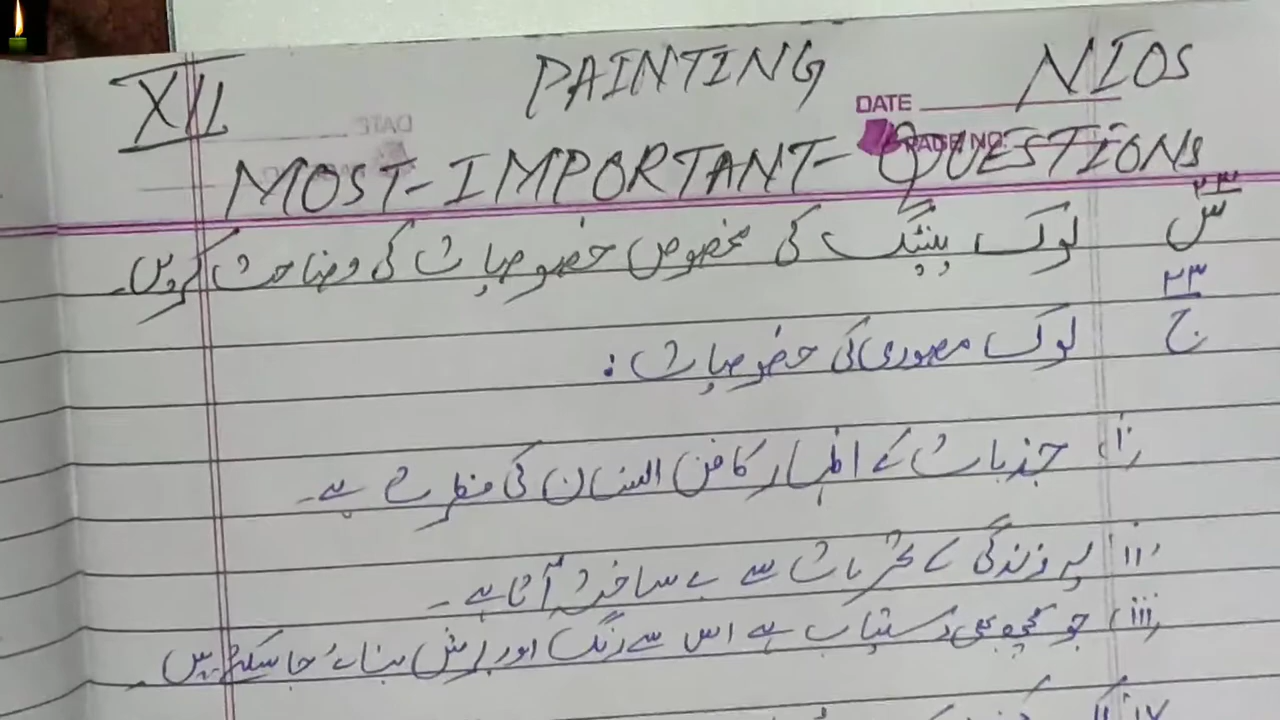 XII PAINTING NIOS
DATE
PAGE NO.
MOST-IMPORTANT-QUESTIONS
س ۲۳ لوک پینٹنگ کی مخصوص خصوصیات کی وضاحت کریں۔
ج ۲۳ لوک مصوری کی خصوصیات :
(i) جذبات کے اظہار کا فن انسان کی فطرت ہے۔
(ii) یہ زندگی کے تجربات سے بے ساختہ آتا ہے۔
(iii) جو کچھ بھی دستیاب ہے اس سے رنگ اور برش بنائے جا سکتے ہیں۔